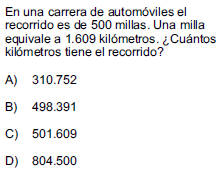 En una carrera de automóviles el
recorrido es de 500 millas. Una milla
equivale a 1.609 kilómetros. ¿Cuántos
kilómetros tiene el recorrido?
A) 310.752
B) 498.391
C) 501.609
D) 804.500